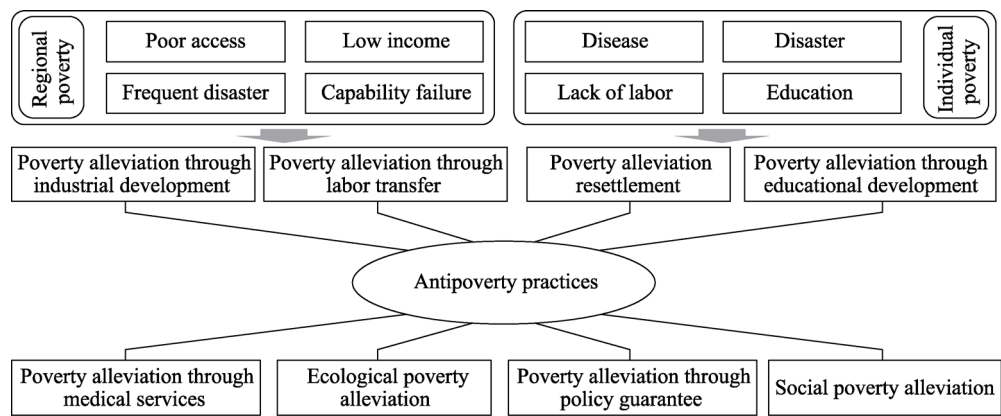 Regional
poverty
Poor access
Low income
Frequent disaster
Capability failure
Disease
Disaster
Lack of labor
Education
Individual
poverty
Poverty alleviation through
industrial development
Poverty alleviation through
labor transfer
Poverty alleviation
resettlement
Poverty alleviation through
educational development
Antipoverty practices
Poverty alleviation through
medical services
Ecological poverty
alleviation
Poverty alleviation through
policy guarantee
Social poverty alleviation